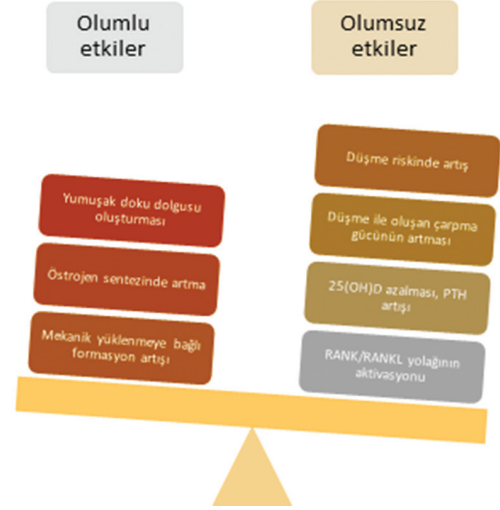 Olumlu
etkiler
Olumsuz
etkiler
Yumuşak doku dolgusu
oluşturması
Östrojen sentezinde artma
Mekanik yüklenmeye bağlı
formasyon artışı
Düşme riskinde artış
Düşme ile oluşan çarpma
gücünün artması
25(OH)D azalması, PTH
artışı
RANK/RANKL yolağının
aktivasyonu